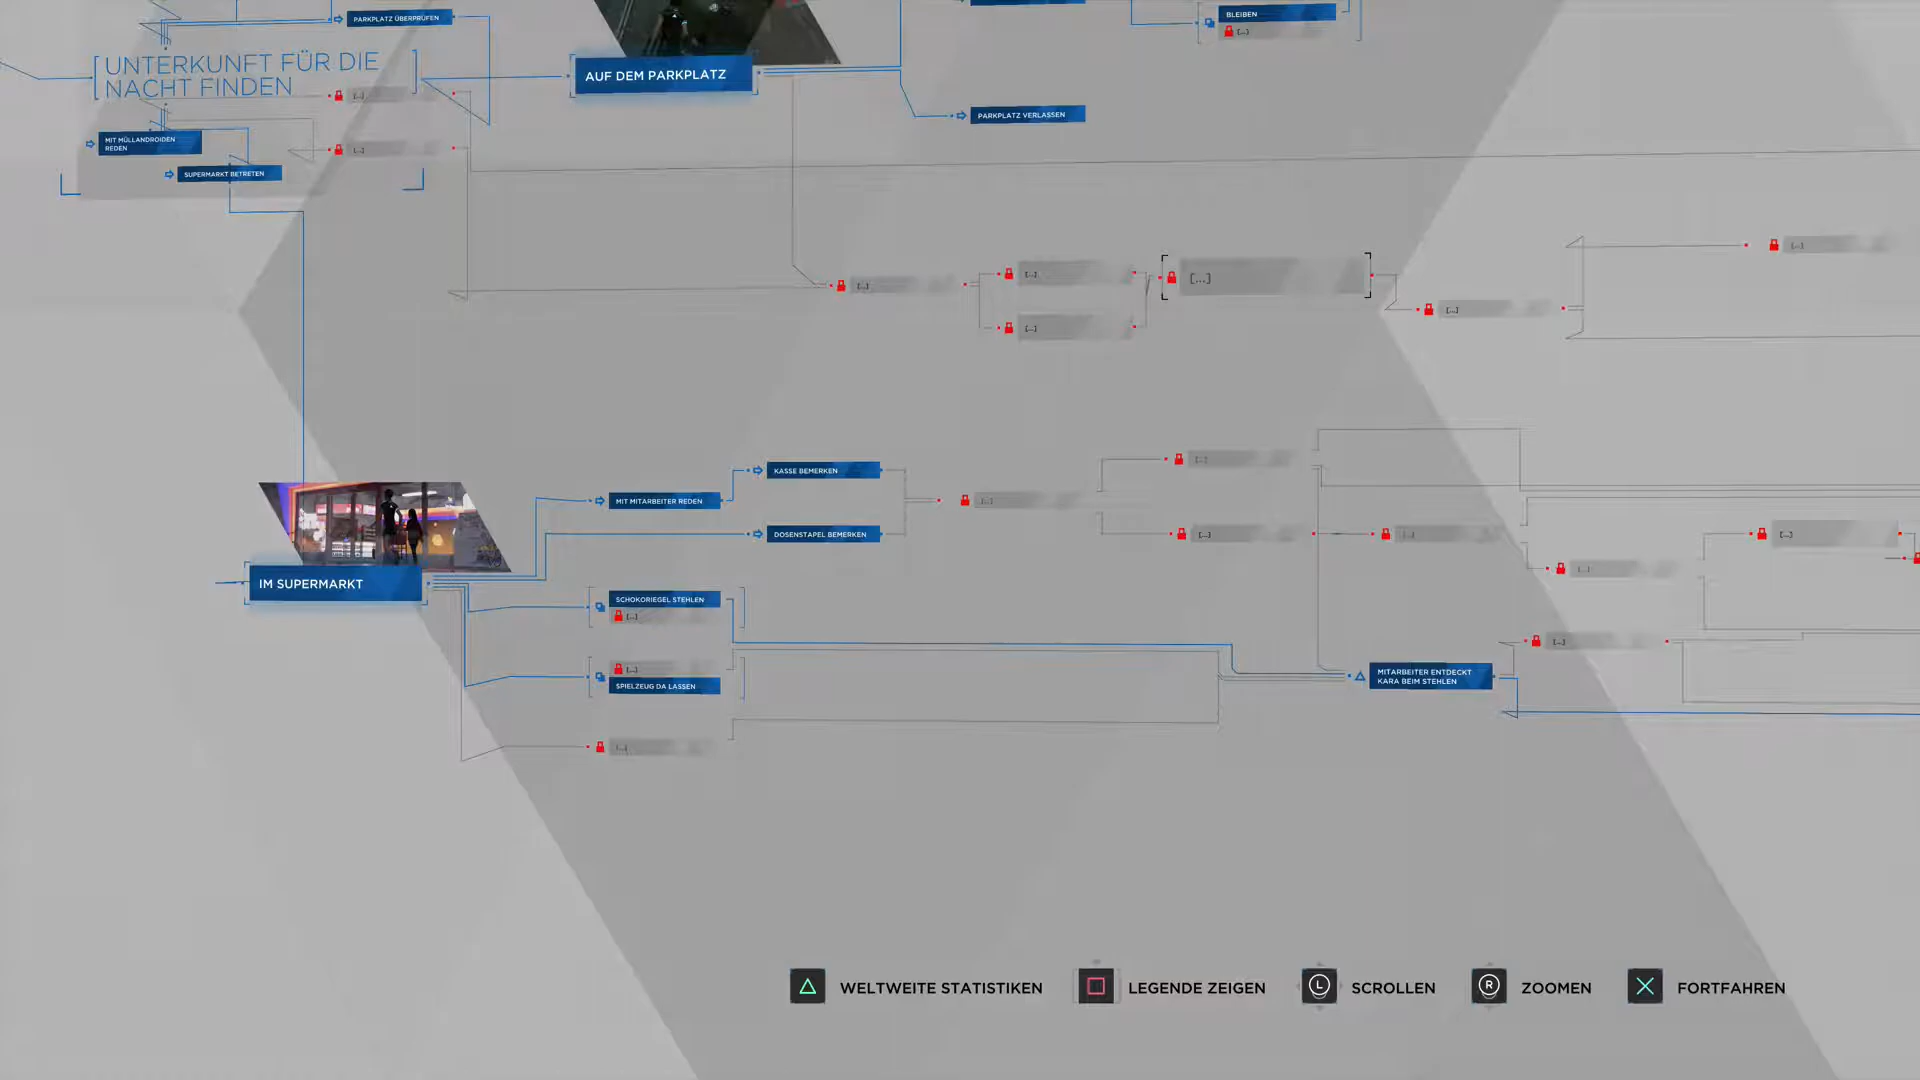 PARKPLATZ ÜBERPRÜFEN
BLEIBEN
[...]
UNTERKUNFT FÜR DIE
NACHT FINDEN
AUF DEM PARKPLATZ
[...]
PARKPLATZ VERLASSEN
MIT MÜLLANDROIDEN
REDEN
[...]
SUPERMARKT BETRETEN
[...]
[...]
[...]
[...]
[...]
[...]
[...]
KASSE BEMERKEN
[...]
MIT MITARBEITER REDEN
[...]
DOSENSTAPEL BEMERKEN
[...]
[...]
[...]
[...]
IM SUPERMARKT
SCHOKORIEGEL STEHLEN
[...]
[...]
[...]
SPIELZEUG DA LASSEN
MITARBEITER ENTDECKT
KARA BEIM STEHLEN
[...]
WELTWEITE STATISTIKEN
LEGENDE ZEIGEN
L
SCROLLEN
R
ZOOMEN
FORTFAHREN